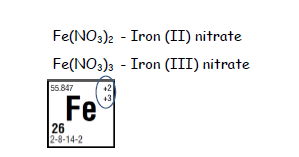 Fe(NO₃)₂ - Iron (II) nitrate
Fe(NO₃)₃ - Iron (III) nitrate
55.847 +2
+3
Fe
26
2-8-14-2